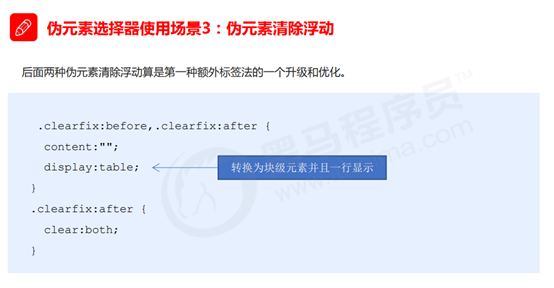 伪元素选择器使用场景3：伪元素清除浮动
后面两种伪元素清除浮动算是第一种额外标签法的一个升级和优化。
.clearfix:before,.clearfix:after {
content:"";
display:table;
转换为块级元素并且一行显示
}
.clearfix:after {
clear:both;
}
黑马程序员